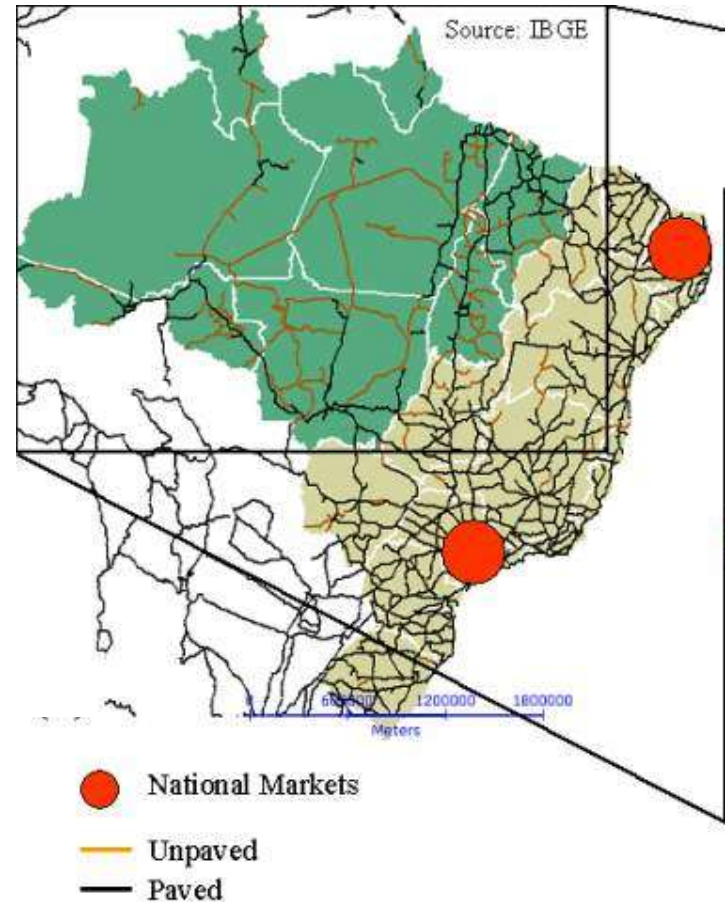 Source: IBGE
0 600000 1200000 1800000
Meters
National Markets
Unpaved
Paved